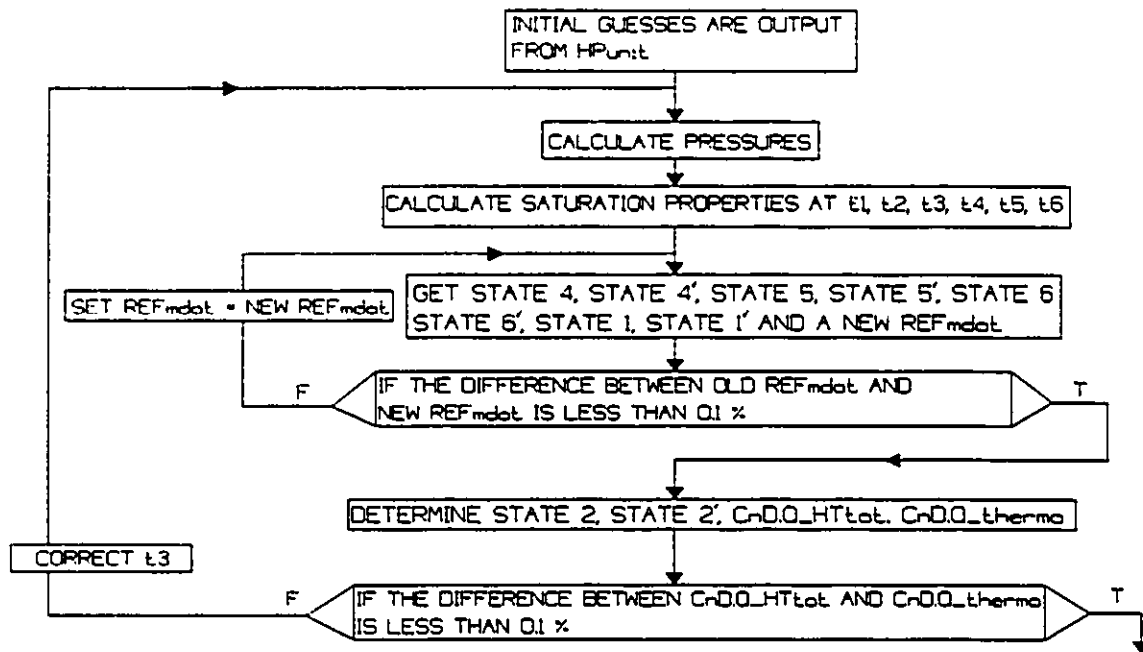 INITIAL GUESSES ARE OUTPUT
FROM HPunit
CALCULATE PRESSURES
CALCULATE SATURATION PROPERTIES AT t1, t2, t3, t4, t5, t6
SET REFmdot = NEW REFmdot
GET STATE 4, STATE 4', STATE 5, STATE 5', STATE 6
STATE 6', STATE 1, STATE 1' AND A NEW REFmdot
F
IF THE DIFFERENCE BETWEEN OLD REFmdot AND
NEW REFmdot IS LESS THAN 0.1 %
T
DETERMINE STATE 2, STATE 2', CnD.Q_HTtot. CnD.Q_thermo
CORRECT t3
F
IF THE DIFFERENCE BETWEEN CnD.Q_HTtot AND CnD.Q_thermo
IS LESS THAN 0.1 %
T